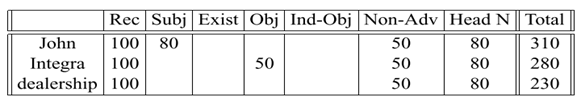 Rec Subj Exist Obj Ind-Obj Non-Adv Head N Total
John 100 80 50 80 310
Integra 100 50 50 80 280
dealership 100 50 80 230